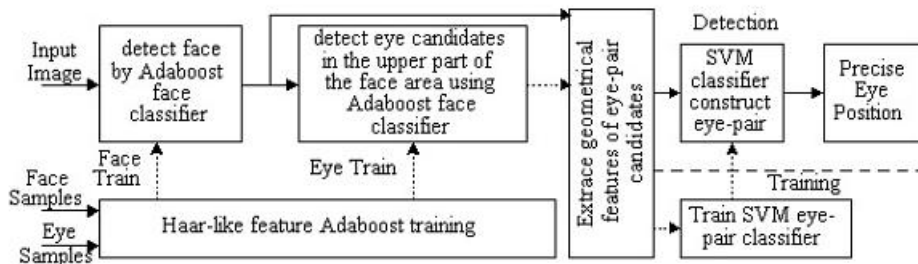 Input
Image
detect face
by Adaboost
face
classifier
detect eye candidates
in the upper part
of the face area using
Adaboost face
classifier
Extrace geometrical
features of eye-pair
candidates
Detection
SVM
classifier
construct
eye-pair
Precise
Eye
Position
Face
Train
Eye Train
Training
Face
Samples
Eye
Samples
Haar-like feature Adaboost training
Train SVM eye-
pair classifier